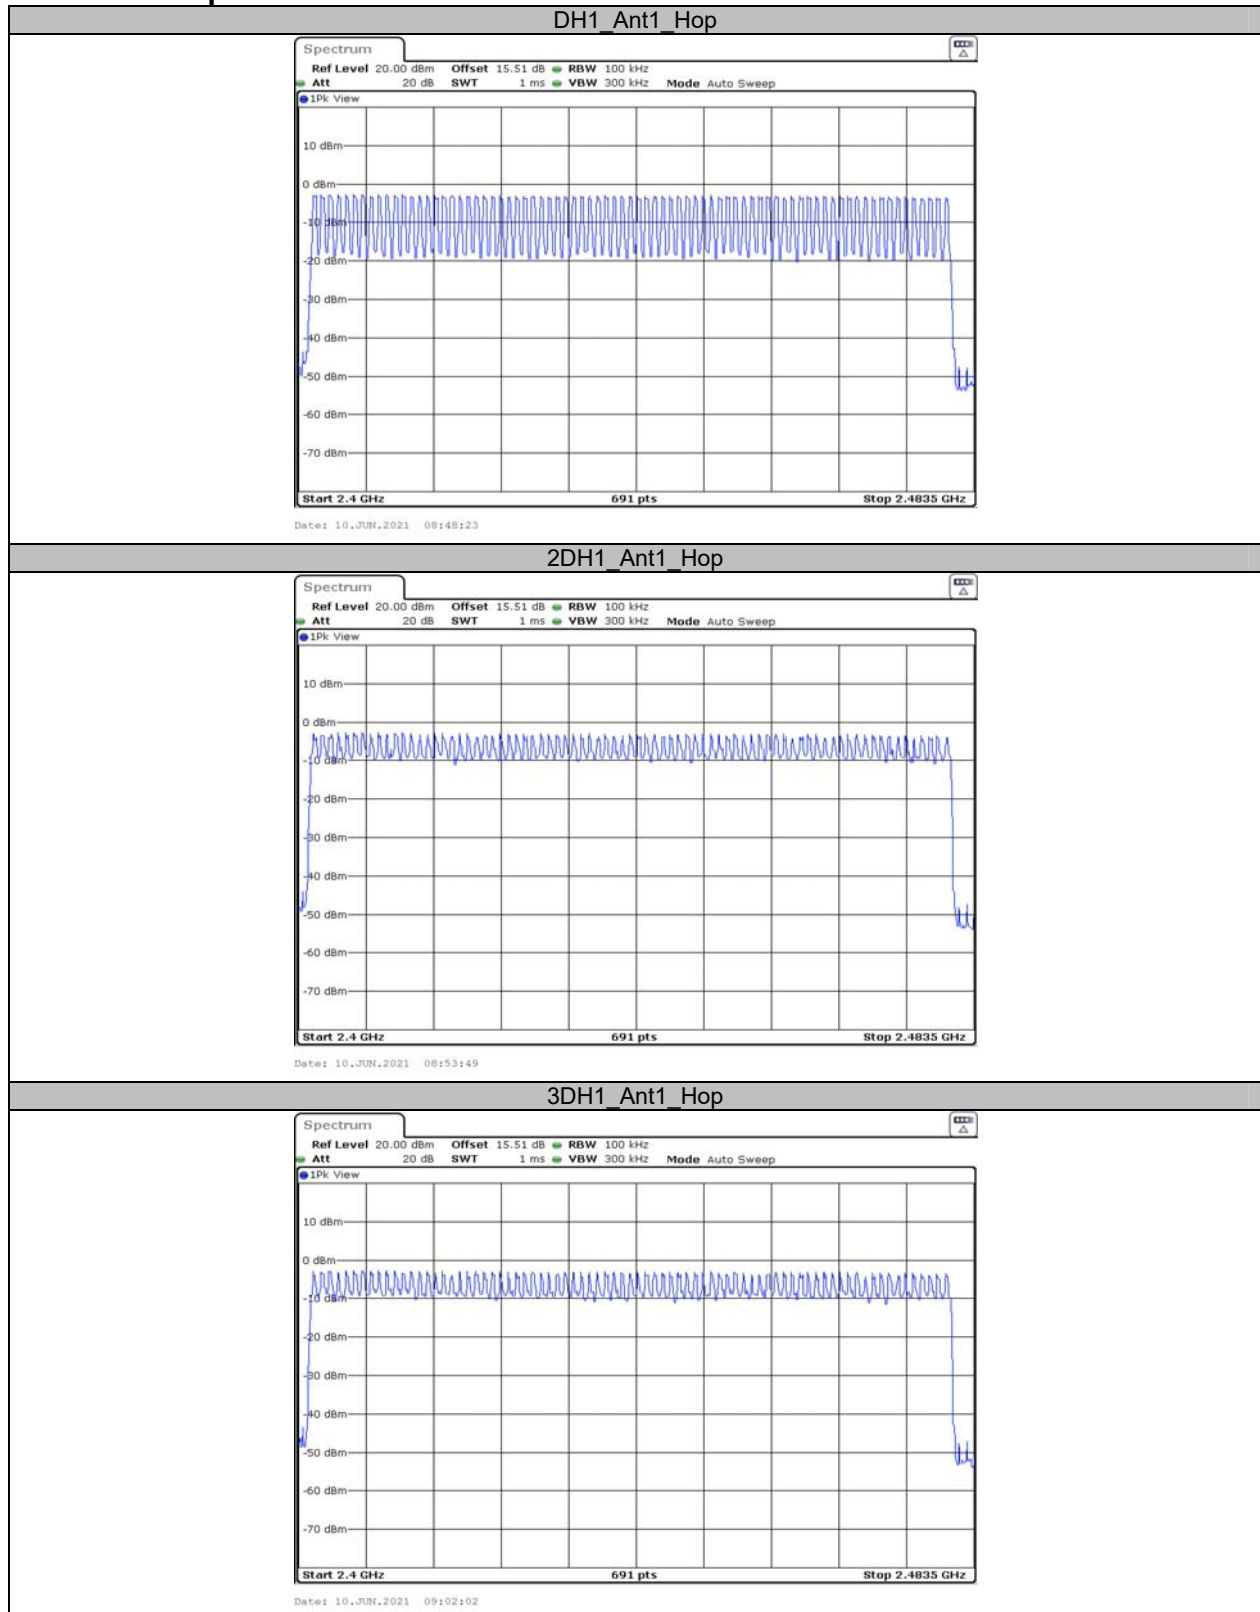 DH1_Ant1_Hop
Spectrum
Ref Level 20.00 dBm Offset 15.51 dB RBW 100 kHz
Att 20 dB SWT 1 ms VBW 300 kHz Mode Auto Sweep
1Pk View
10 dBm
0 dBm
-10 dBm
-20 dBm
-30 dBm
-40 dBm
-50 dBm
-60 dBm
-70 dBm
Start 2.4 GHz 691 pts Stop 2.4835 GHz
Date: 10.JUN.2021 08:48:23
2DH1_Ant1_Hop
Spectrum
Ref Level 20.00 dBm Offset 15.51 dB RBW 100 kHz
Att 20 dB SWT 1 ms VBW 300 kHz Mode Auto Sweep
1Pk View
10 dBm
0 dBm
-10 dBm
-20 dBm
-30 dBm
-40 dBm
-50 dBm
-60 dBm
-70 dBm
Start 2.4 GHz 691 pts Stop 2.4835 GHz
Date: 10.JUN.2021 08:53:49
3DH1_Ant1_Hop
Spectrum
Ref Level 20.00 dBm Offset 15.51 dB RBW 100 kHz
Att 20 dB SWT 1 ms VBW 300 kHz Mode Auto Sweep
1Pk View
10 dBm
0 dBm
-10 dBm
-20 dBm
-30 dBm
-40 dBm
-50 dBm
-60 dBm
-70 dBm
Start 2.4 GHz 691 pts Stop 2.4835 GHz
Date: 10.JUN.2021 09:02:02